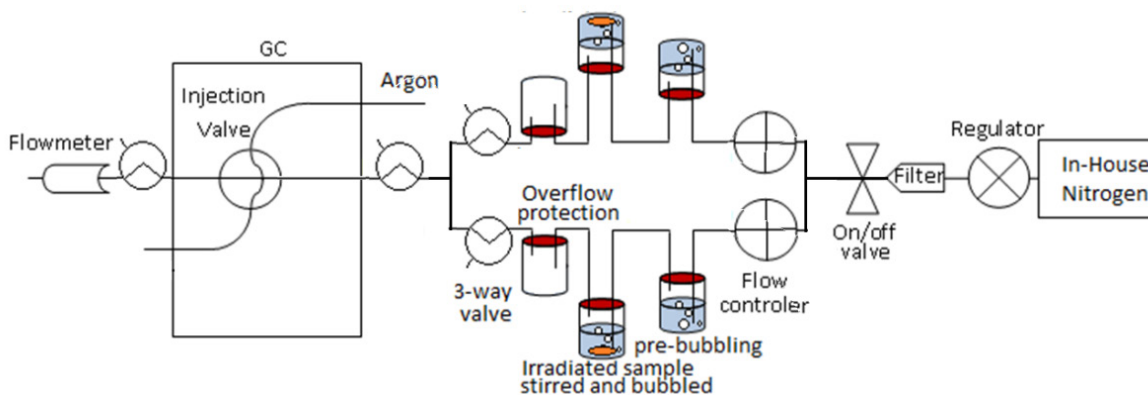 GC
Injection
Valve
Argon
Flowmeter
Overflow
protection
3-way
valve
Irradiated sample
stirred and bubbled
pre-bubbling
Flow
controler
On/off
valve
Filter
Regulator
In-House
Nitrogen